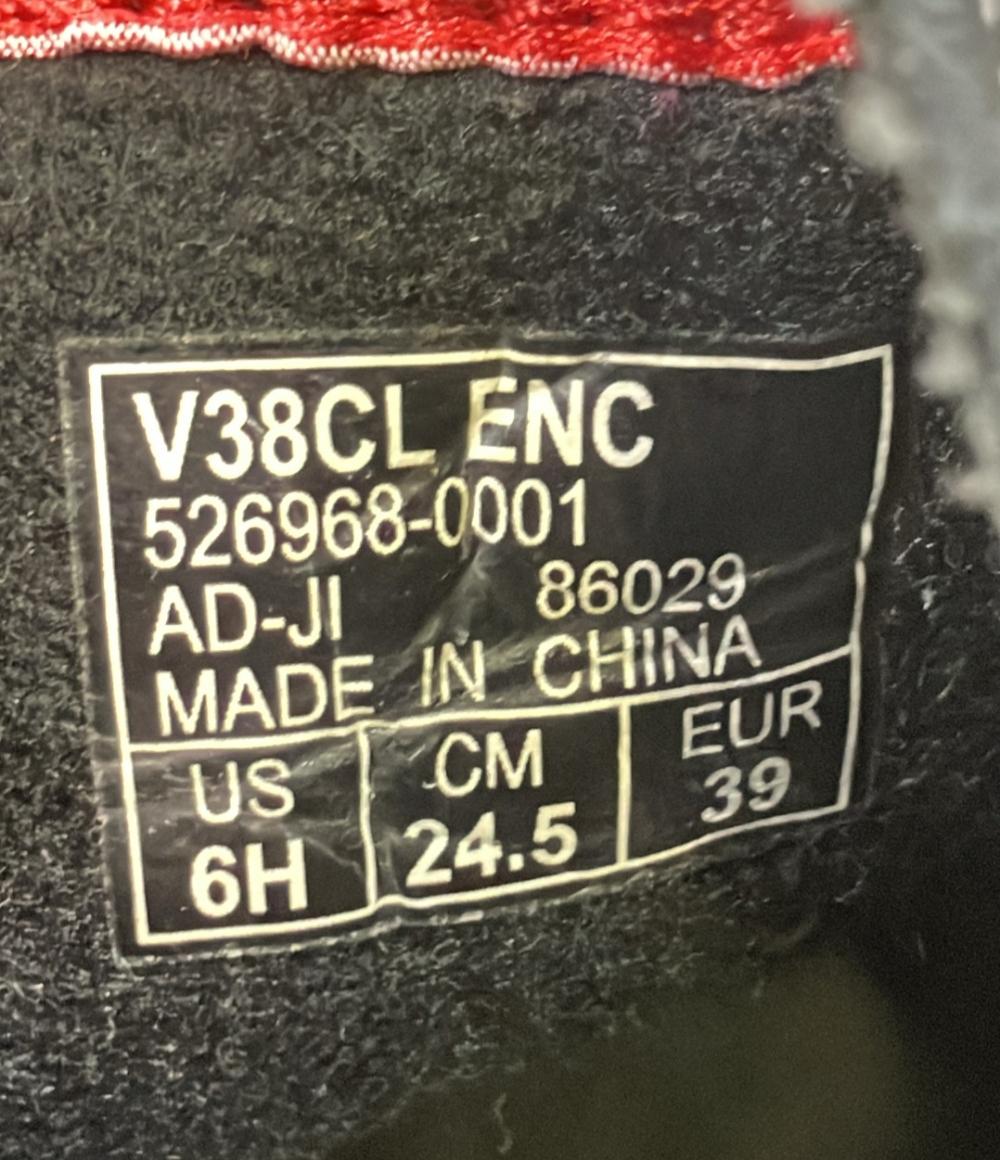 V38CL ENC
526968-0001
AD-JI 86029
MADE IN CHINA
US CM EUR
6H 24.5 39